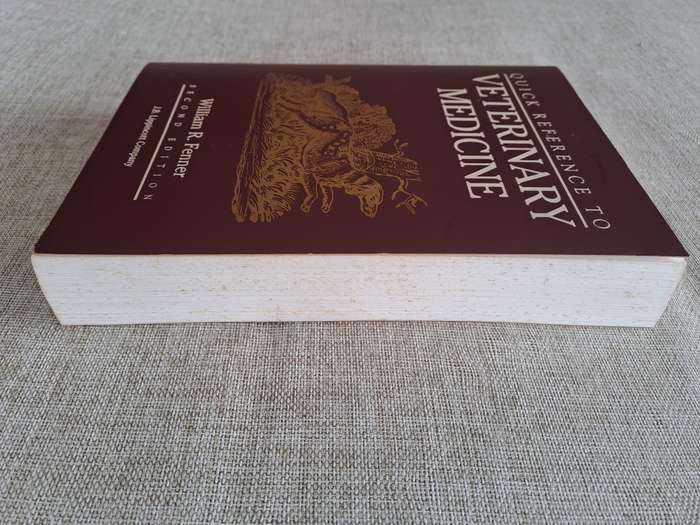 QUICK REFERENCE TO
VETERINARY
MEDICINE
William R. Fenner
SECOND EDITION
J.B. Lippincott Company